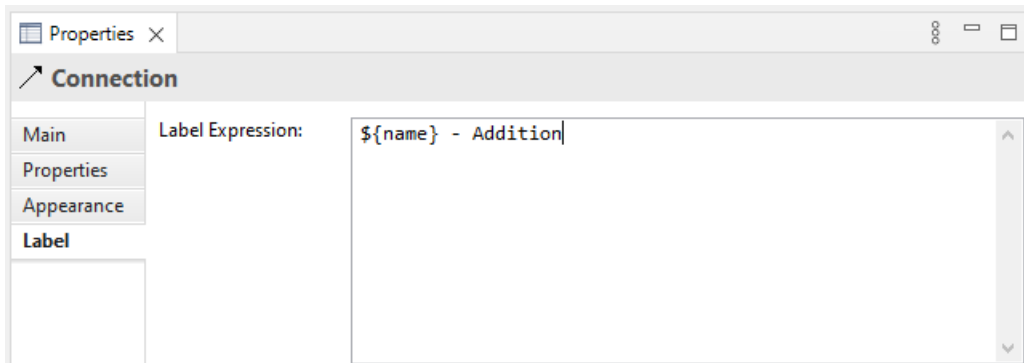 Properties
Connection
Main
Label Expression:
${name} - Addition
Properties
Appearance
Label